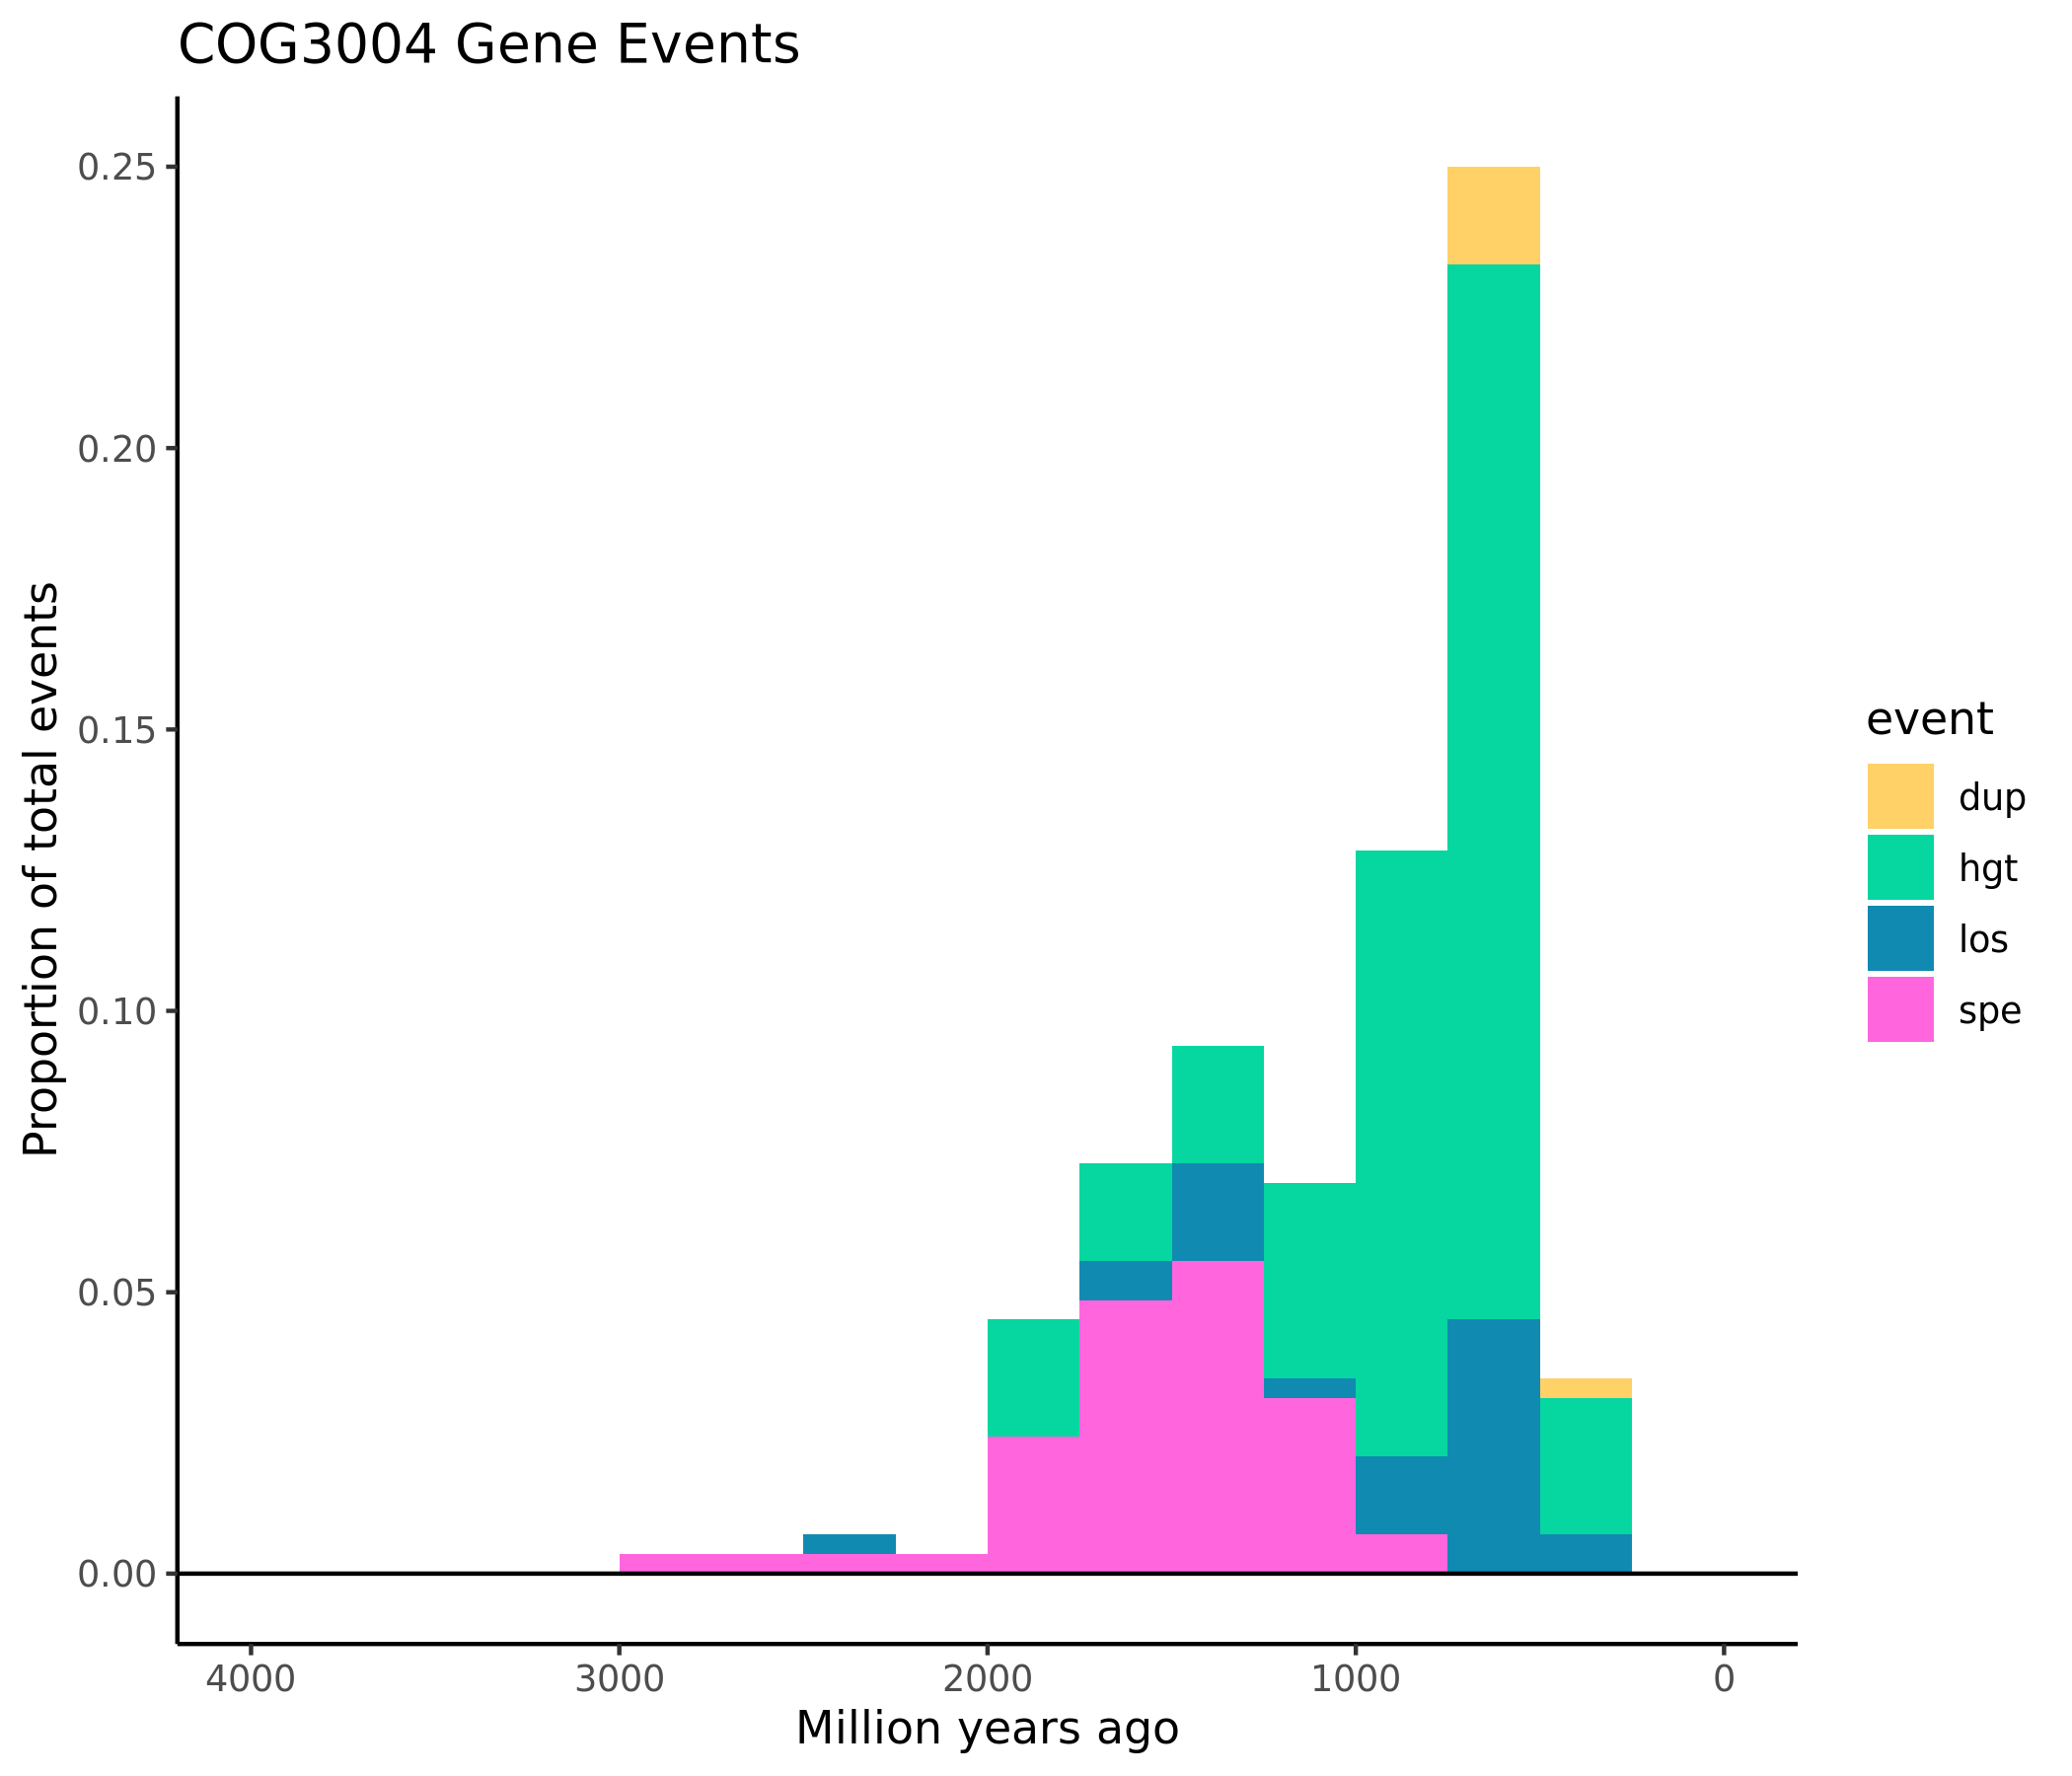 COG3004 Gene Events
0.25
0.20
0.15
0.10
0.05
0.00
Proportion of total events
4000 3000 2000 1000 0
Million years ago
event
dup
hgt
los
spe